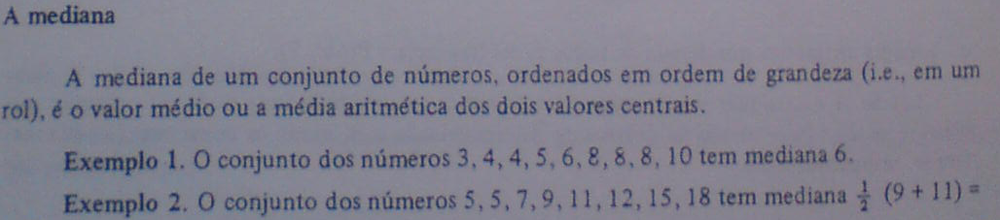 A mediana
A mediana de um conjunto de números, ordenados em ordem de grandeza (i.e., em um
rol), é o valor médio ou a média aritmética dos dois valores centrais.
Exemplo 1. O conjunto dos números 3, 4, 4, 5, 6, 8, 8, 8, 10 tem mediana 6.
Exemplo 2. O conjunto dos números 5, 5, 7, 9, 11, 12, 15, 18 tem mediana ½ (9 + 11) =